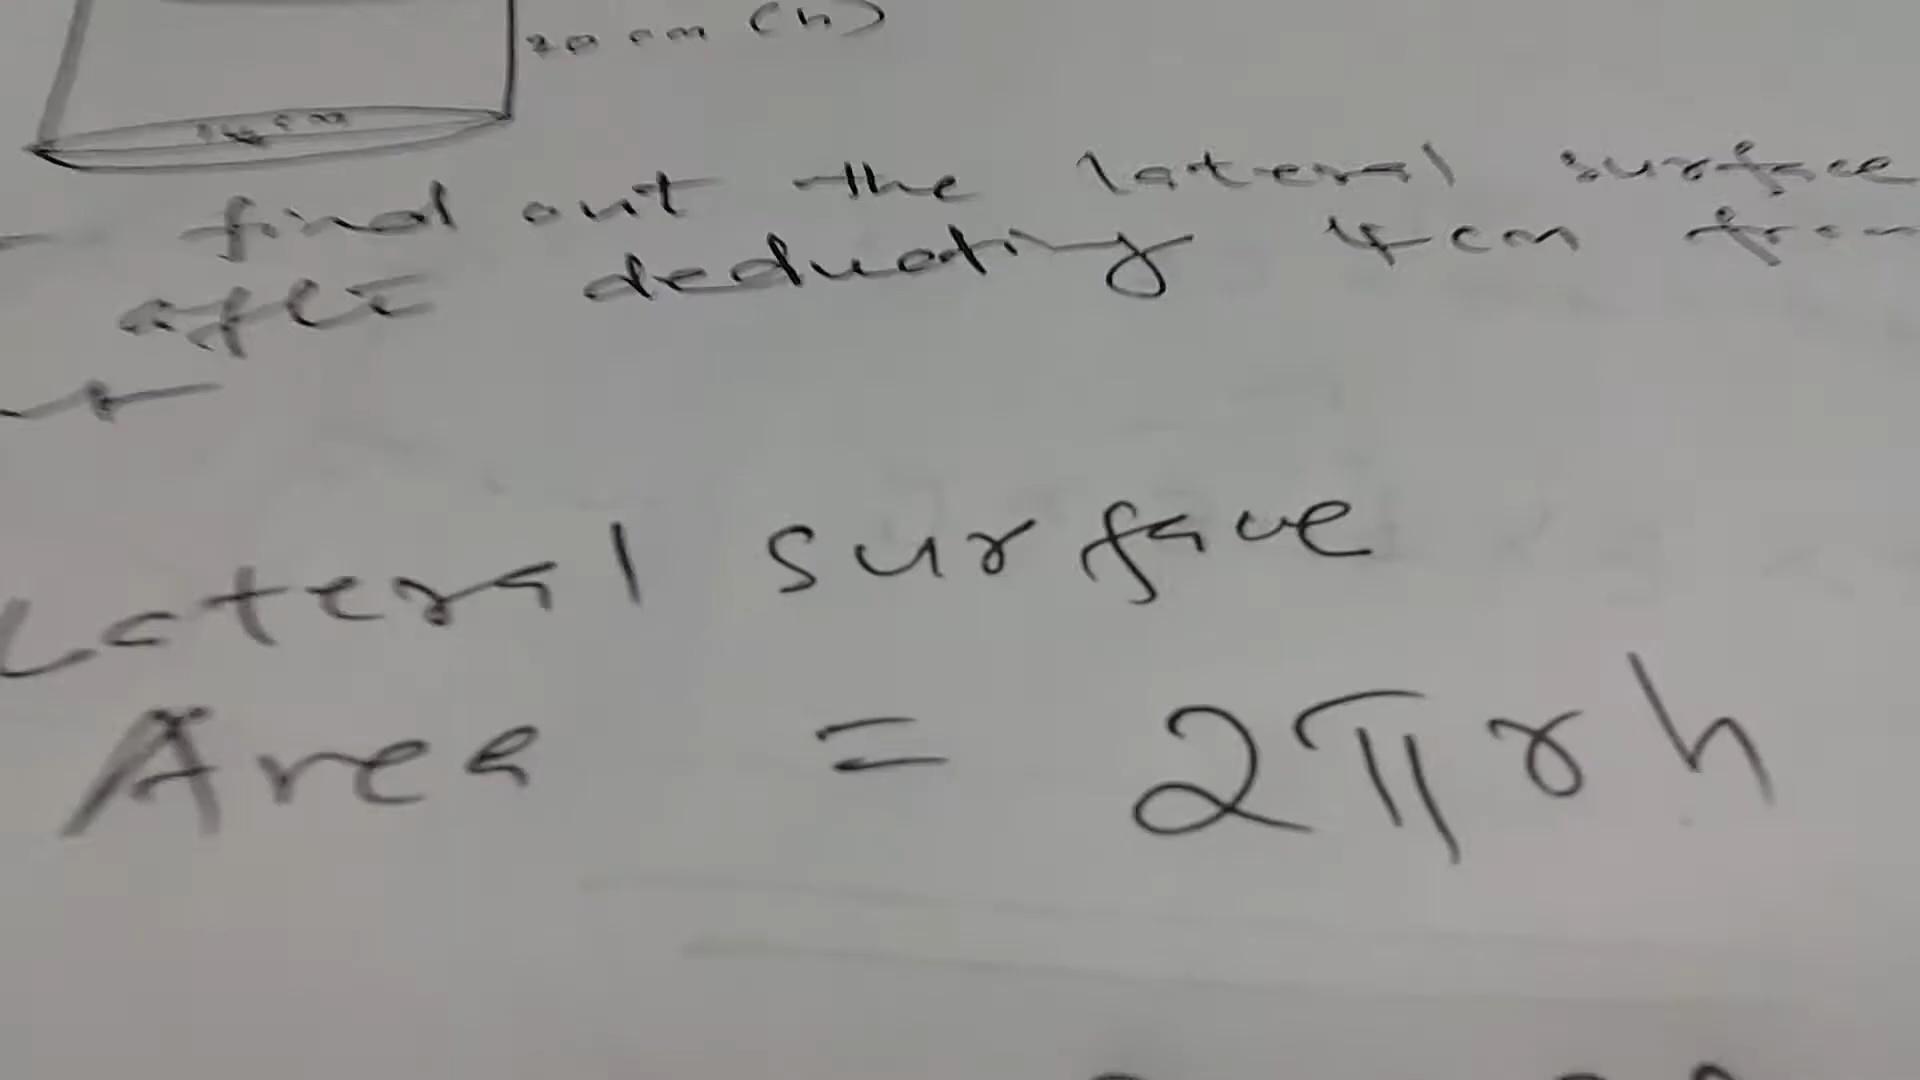 20 cm (h)
14 cm
find out the lateral surface
after deducting 4 cm from
Lateral surface
Area = 2πrh